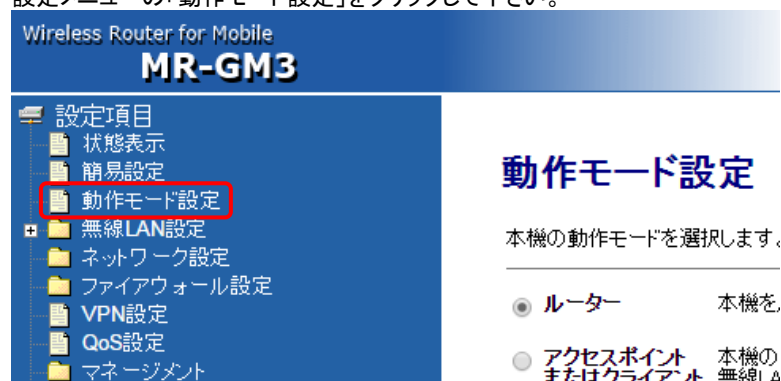 設定メニューの「動作モード設定」をクリックして下さい。
Wireless Router for Mobile
MR-GM3
設定項目
状態表示
簡易設定
動作モード設定
無線LAN設定
ネットワーク設定
ファイアウォール設定
VPN設定
QoS設定
マネージメント
動作モード設定
本機の動作モードを選択します。
ルーター 本機を
アクセスポイント 本機の
またはクライアント 無線LA